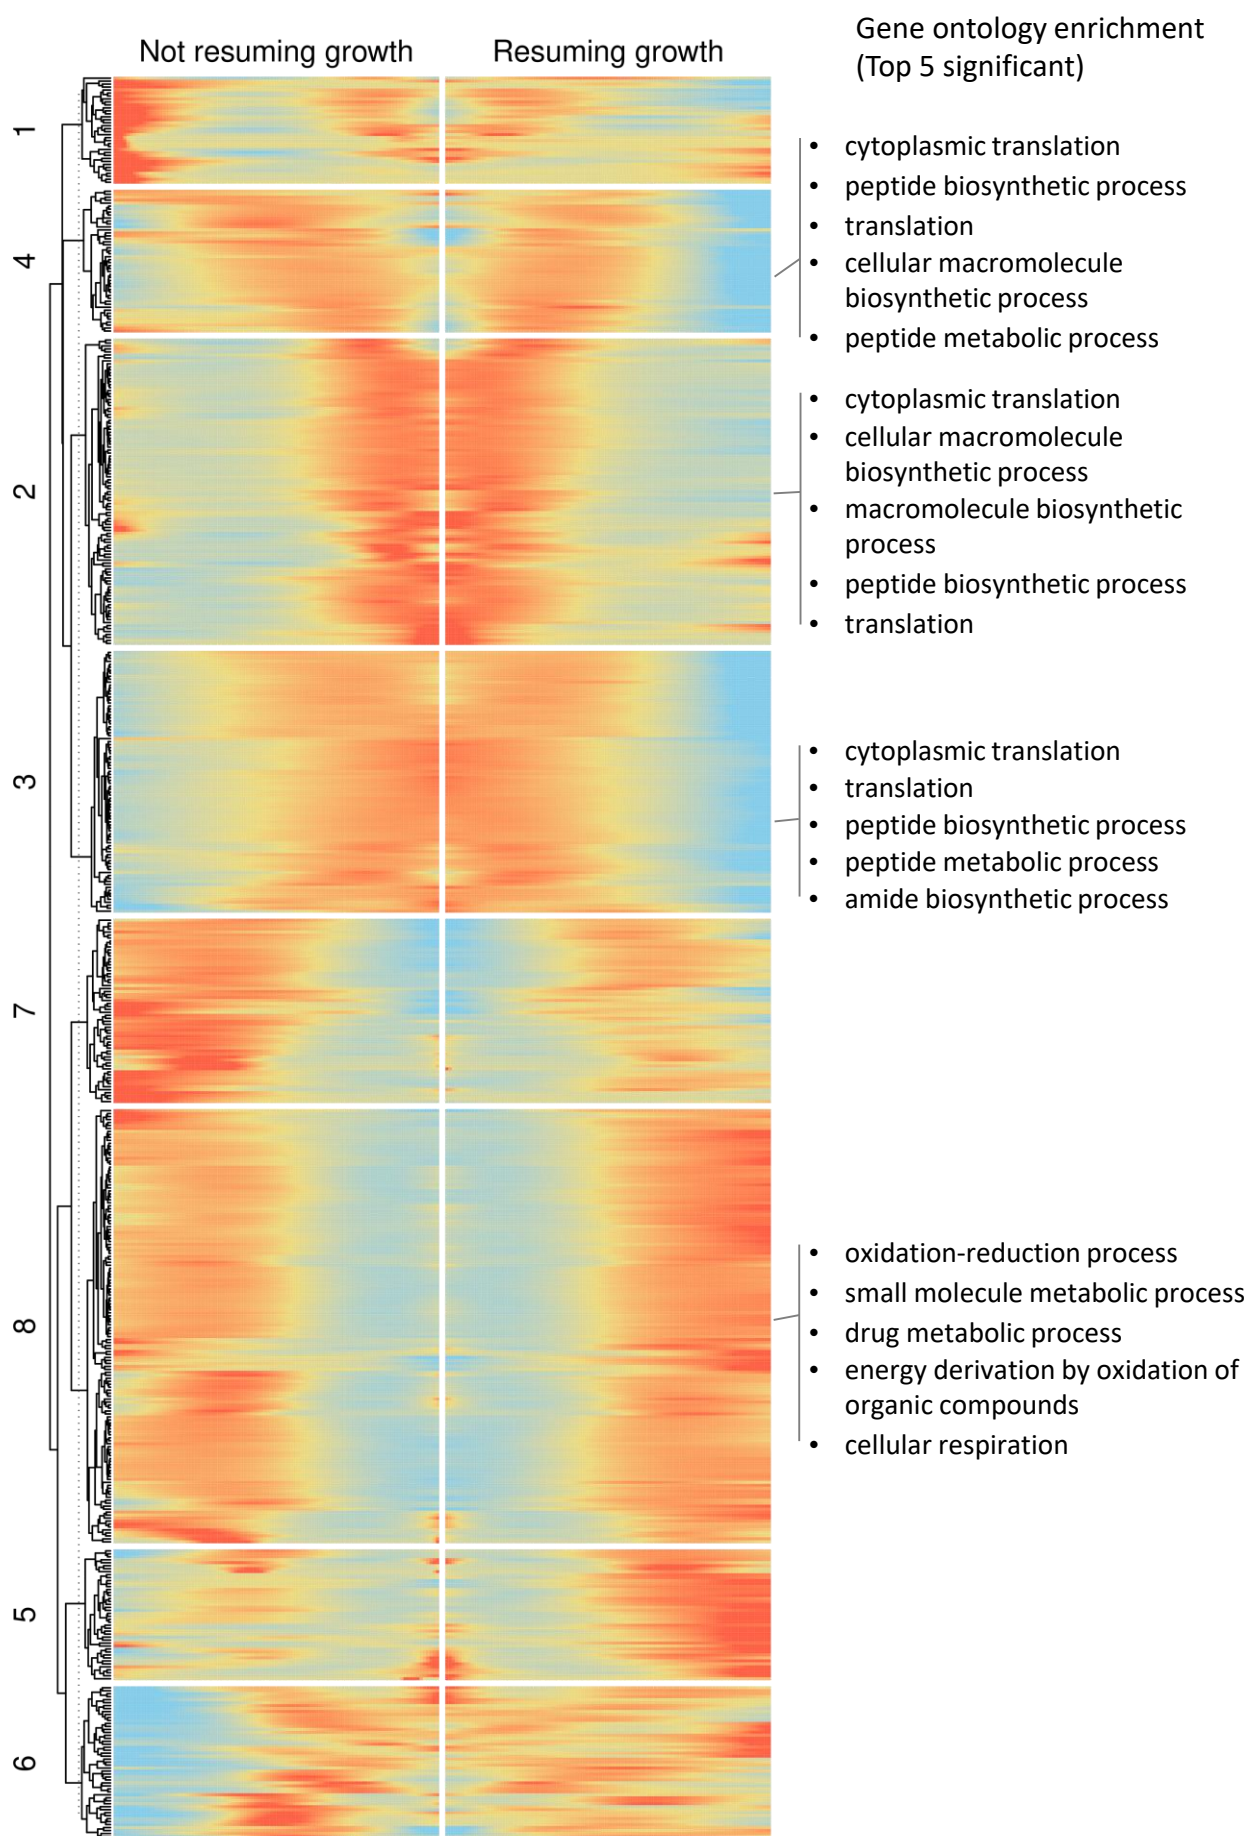 Not resuming growth
Resuming growth
Gene ontology enrichment
(Top 5 significant)
1
4
2
3
7
8
5
6
• cytoplasmic translation
• peptide biosynthetic process
• translation
• cellular macromolecule
biosynthetic process
• peptide metabolic process
• cytoplasmic translation
• cellular macromolecule
biosynthetic process
• macromolecule biosynthetic
process
• peptide biosynthetic process
• translation
• cytoplasmic translation
• translation
• peptide biosynthetic process
• peptide metabolic process
• amide biosynthetic process
• oxidation-reduction process
• small molecule metabolic process
• drug metabolic process
• energy derivation by oxidation of
organic compounds
• cellular respiration